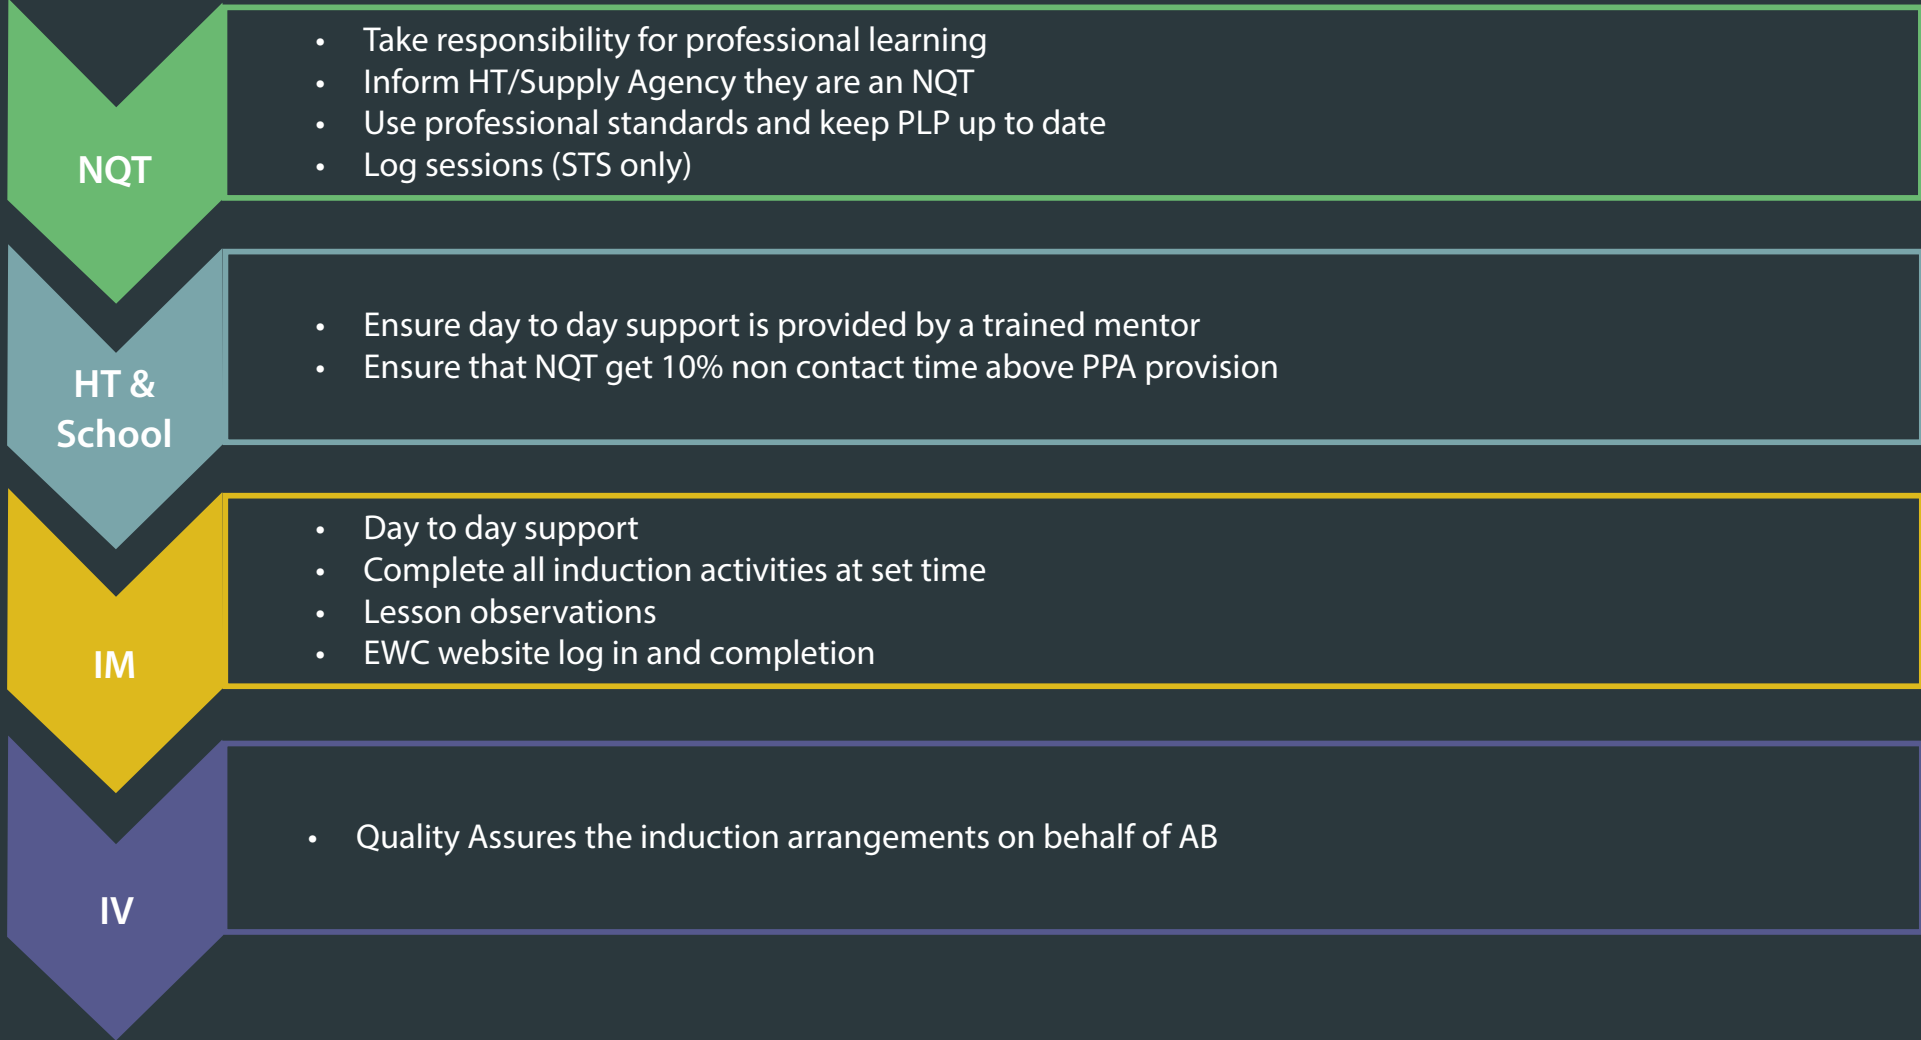 NQT
• Take responsibility for professional learning
• Inform HT/Supply Agency they are an NQT
• Use professional standards and keep PLP up to date
• Log sessions (STS only)
HT &
School
• Ensure day to day support is provided by a trained mentor
• Ensure that NQT get 10% non contact time above PPA provision
IM
• Day to day support
• Complete all induction activities at set time
• Lesson observations
• EWC website log in and completion
IV
• Quality Assures the induction arrangements on behalf of AB